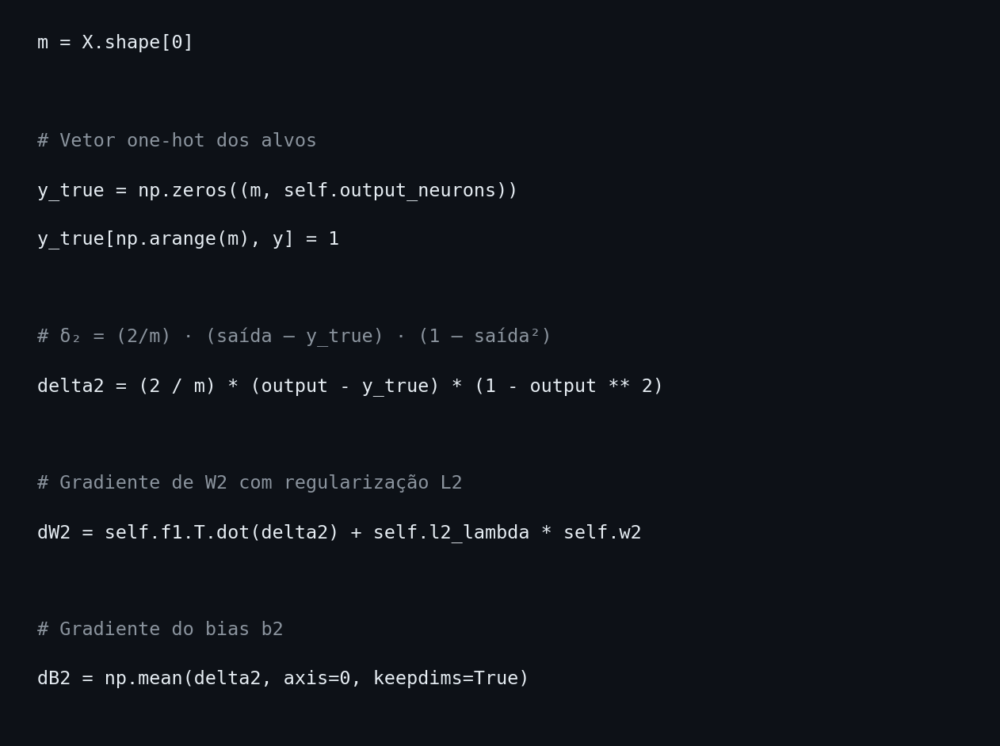 m = X.shape[0]
# Vetor one-hot dos alvos
y_true = np.zeros((m, self.output_neurons))
y_true[np.arange(m), y] = 1
# δ₂ = (2/m) · (saída – y_true) · (1 – saída²)
delta2 = (2 / m) * (output - y_true) * (1 - output ** 2)
# Gradiente de W2 com regularização L2
dW2 = self.f1.T.dot(delta2) + self.l2_lambda * self.w2
# Gradiente do bias b2
dB2 = np.mean(delta2, axis=0, keepdims=True)